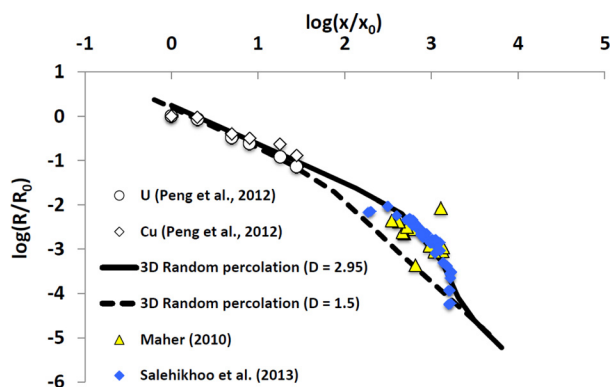 log(x/x₀)
-1 0 1 2 3 4 5
1
0
-1
-2
-3
-4
-5
-6
log(R/R₀)
U (Peng et al., 2012)
Cu (Peng et al., 2012)
3D Random percolation (D = 2.95)
3D Random percolation (D = 1.5)
Maher (2010)
Salehikhoo et al. (2013)